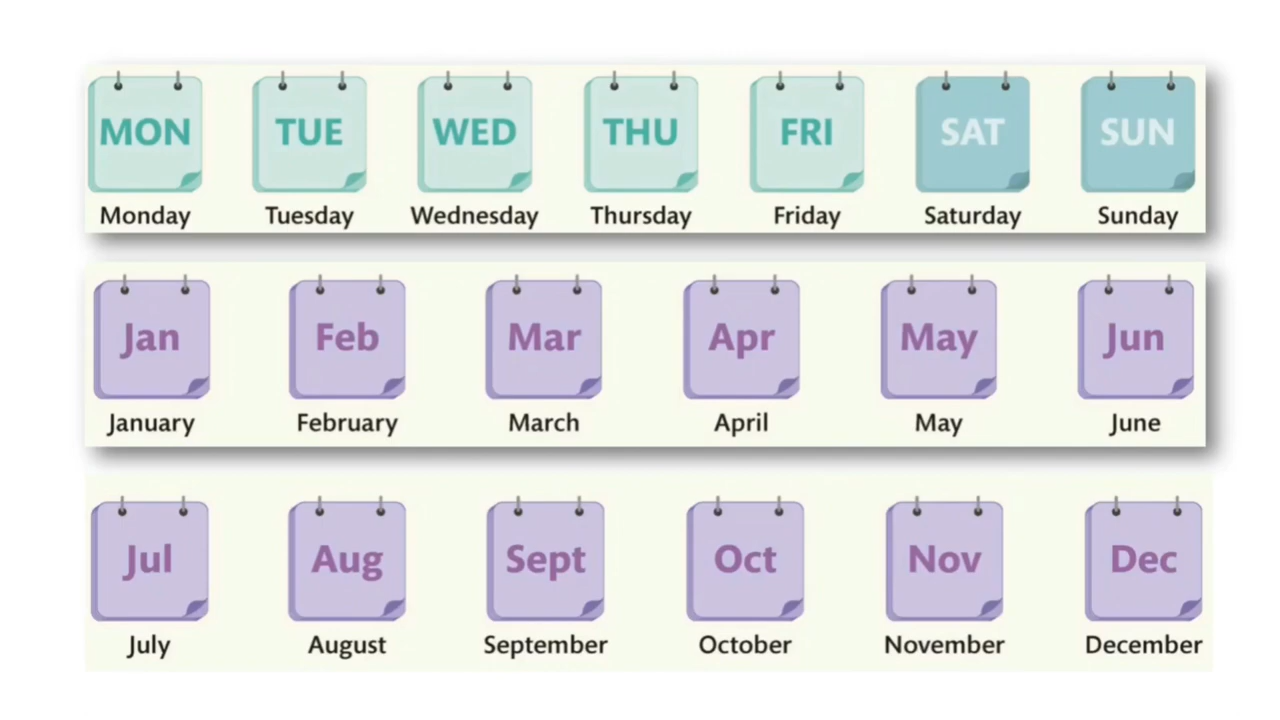 MON TUE WED THU FRI SAT SUN
Monday Tuesday Wednesday Thursday Friday Saturday Sunday
Jan Feb Mar Apr May Jun
January February March April May June
Jul Aug Sept Oct Nov Dec
July August September October November December